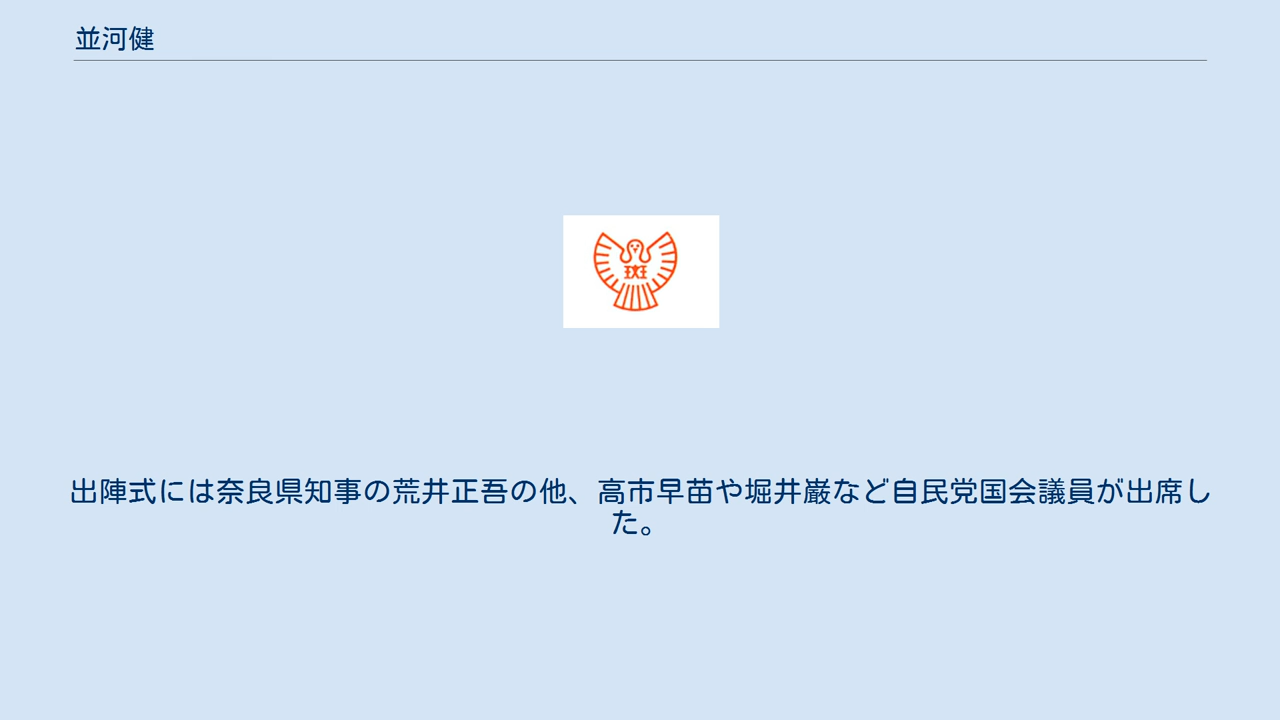 並河健
斑
出陣式には奈良県知事の荒井正吾の他、高市早苗や堀井巌など自民党国会議員が出席し
た。